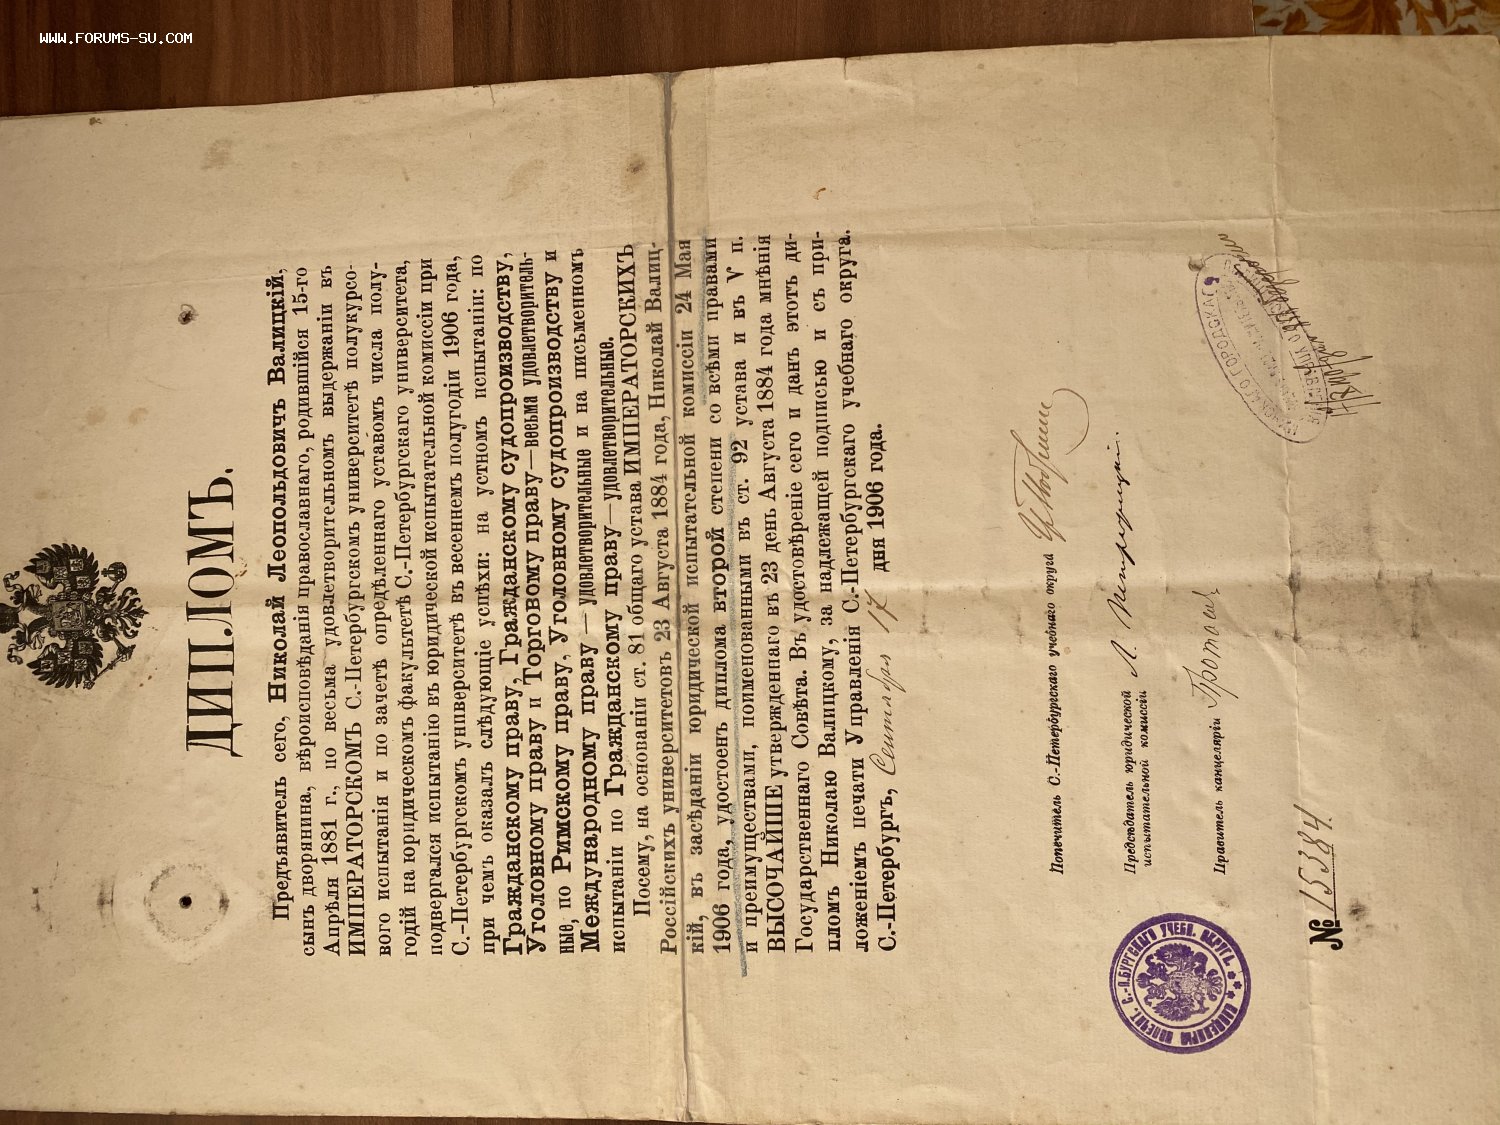 WWW.FORUMS-SU.COM
ДИПЛОМЪ.
Предъявитель сего, Николай Леопольдовичъ Валицкій,
сынъ дворянина, вѣроисповѣданія православнаго, родившійся 15-го
Апрѣля 1881 г., по весьма удовлетворительномъ выдержаніи въ
ИМПЕРАТОРСКОМЪ С.-Петербургскомъ университетѣ полукурсо-
вого испытанія и по зачетѣ опредѣленнаго уставомъ числа полу-
годій на юридическомъ факультетѣ С.-Петербургскаго университета,
подвергался испытанію въ юридической испытательной комиссіи при
С.-Петербургскомъ университетѣ въ весеннемъ полугодіи 1906 года,
при чемъ оказалъ слѣдующіе успѣхи: на устномъ испытаніи: по
Гражданскому праву, Гражданскому судопроизводству,
Уголовному праву и Торговому праву—весьма удовлетворитель-
ные, по Римскому праву, Уголовному судопроизводству и
Международному праву — удовлетворительные и на письменномъ
испытаніи по Гражданскому праву—удовлетворительные.
Посему, на основаніи ст. 81 общаго устава ИМПЕРАТОРСКИХЪ
Россійскихъ университетовъ 23 Августа 1884 года, Николай Валиц-
кій, въ засѣданіи юридической испытательной комиссіи 24 Мая
1906 года, удостоенъ диплома второй степени со всѣми правами
и преимуществами, поименованными въ ст. 92 устава и въ V п.
ВЫСОЧАЙШЕ утвержденнаго въ 23 день Августа 1884 года мнѣнія
Государственнаго Совѣта. Въ удостовѣреніе сего и данъ этотъ ди-
пломъ Николаю Валицкому, за надлежащей подписью и съ при-
ложеніемъ печати Управленія С.-Петербургскаго учебнаго округа.
С.-Петербургъ, Сентября 17 дня 1906 года.
Попечитель С.-Петербургскаго учебнаго округа
Предсѣдатель юридической
испытательной комиссіи
Л. Петражицкій.
Правитель канцеляріи
КАНЦЕЛЯРІЯ ПОПЕЧИТ. С.-П.БУРГСКАГО УЧЕБН. ОКРУГА.
№ 15384.